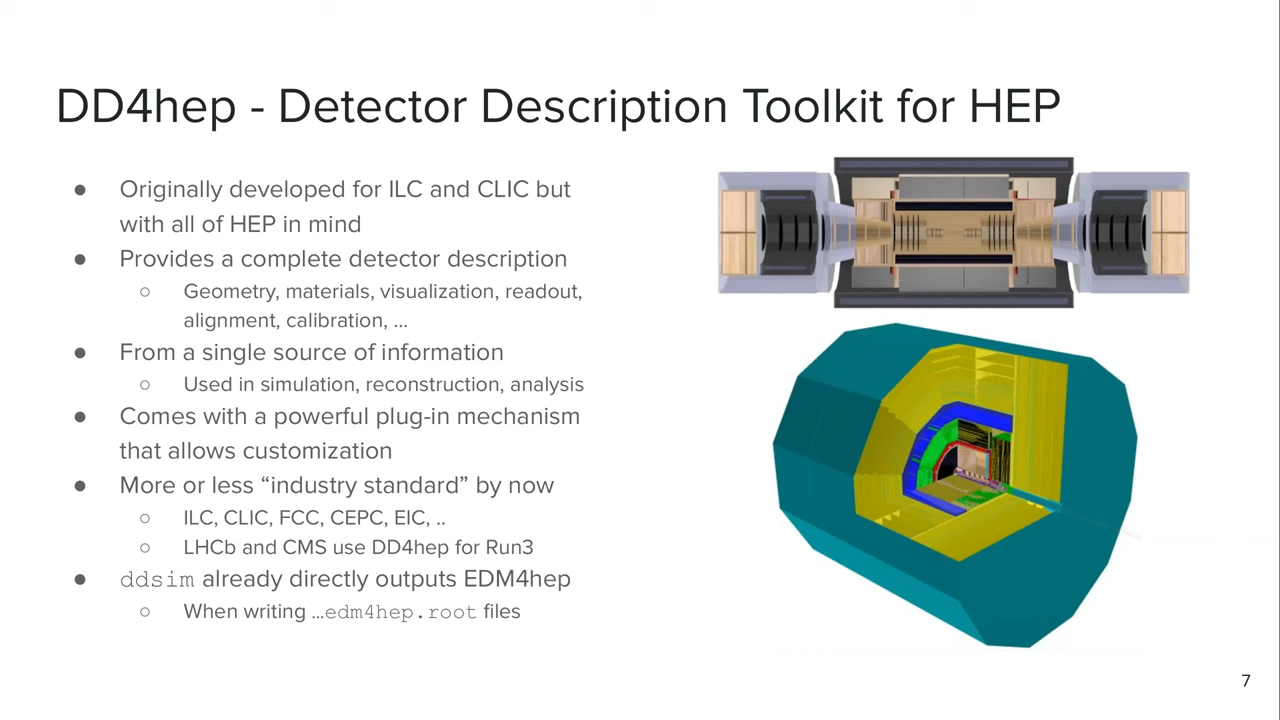 DD4hep - Detector Description Toolkit for HEP
● Originally developed for ILC and CLIC but
with all of HEP in mind
● Provides a complete detector description
○ Geometry, materials, visualization, readout,
alignment, calibration, ...
● From a single source of information
○ Used in simulation, reconstruction, analysis
● Comes with a powerful plug-in mechanism
that allows customization
● More or less “industry standard” by now
○ ILC, CLIC, FCC, CEPC, EIC, ..
○ LHCb and CMS use DD4hep for Run3
● ddsim already directly outputs EDM4hep
○ When writing ...edm4hep.root files
7